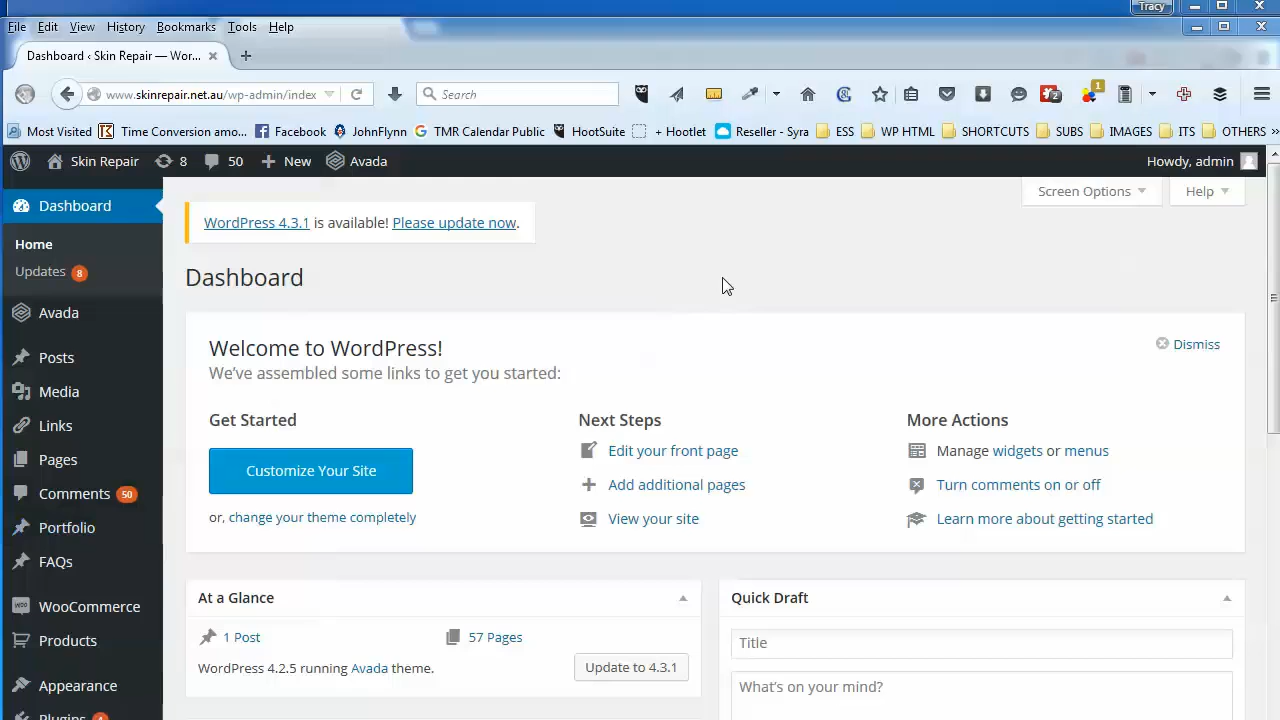 Tracy
File Edit View History Bookmarks Tools Help
Dashboard ‹ Skin Repair — Wor...
www.skinrepair.net.au/wp-admin/index Search 1 2
Most Visited Time Conversion amo... Facebook JohnFlynn TMR Calendar Public HootSuite + Hootlet Reseller - Syra ESS WP HTML SHORTCUTS SUBS IMAGES ITS OTHERS
Skin Repair 8 50 New Avada Howdy, admin
Screen Options Help
Dashboard
WordPress 4.3.1 is available! Please update now.
Home
Updates 8
Dashboard
Avada
Welcome to WordPress! Dismiss
We've assembled some links to get you started:
Posts
Media
Links
Pages
Comments 50
Portfolio
FAQs
WooCommerce
Products
Appearance
Plugins
Get Started
Customize Your Site
or, change your theme completely
Next Steps
Edit your front page
Add additional pages
View your site
More Actions
Manage widgets or menus
Turn comments on or off
Learn more about getting started
At a Glance
1 Post 57 Pages
WordPress 4.2.5 running Avada theme. Update to 4.3.1
Quick Draft
Title
What's on your mind?